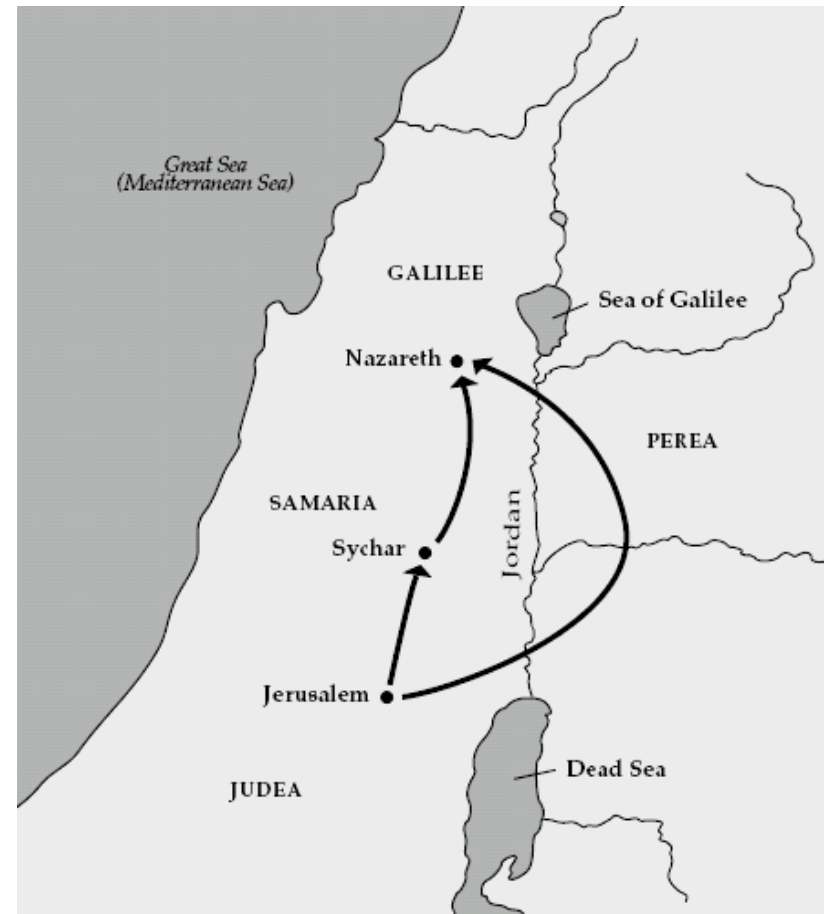 Great Sea
(Mediterranean Sea)
GALILEE
Sea of Galilee
Nazareth
PEREA
SAMARIA
Sychar
Jordan
Jerusalem
Dead Sea
JUDEA